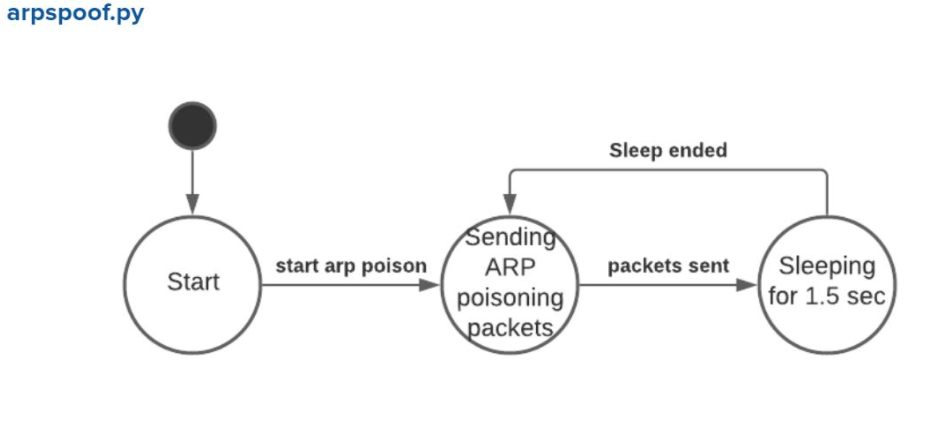 arpspoof.py
Sleep ended
Start
start arp poison
Sending
ARP
poisoning
packets
packets sent
Sleeping
for 1.5 sec